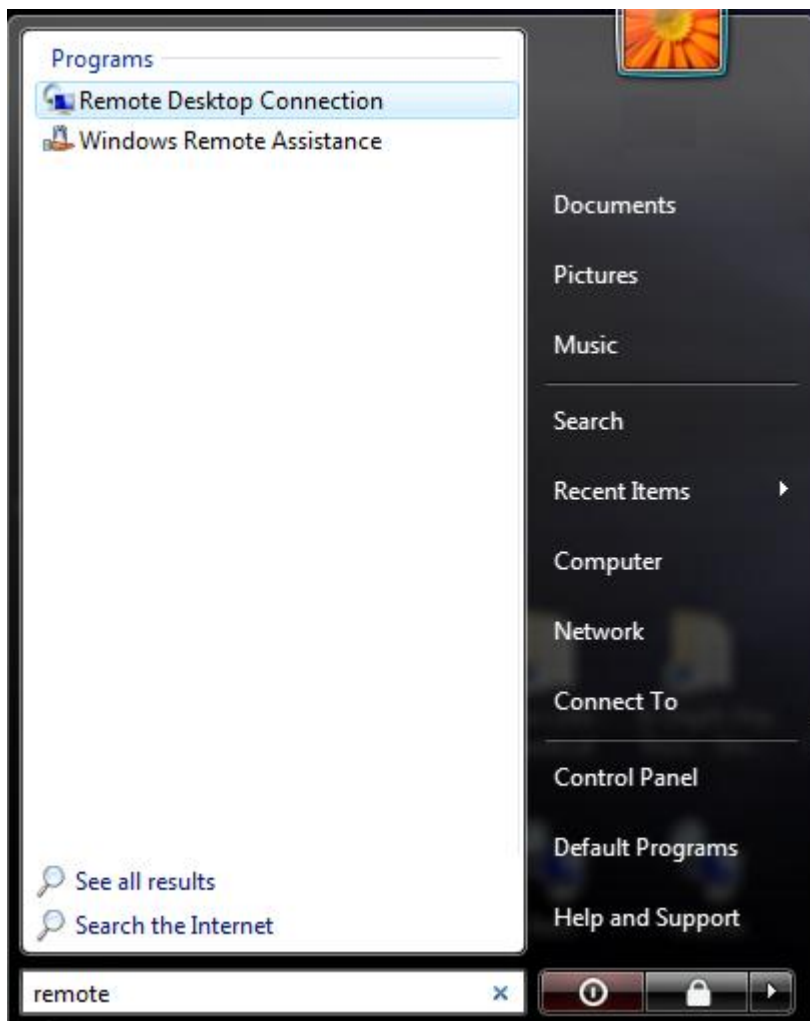 Programs
Remote Desktop Connection
Windows Remote Assistance
See all results
Search the Internet
remote
Documents
Pictures
Music
Search
Recent Items
Computer
Network
Connect To
Control Panel
Default Programs
Help and Support